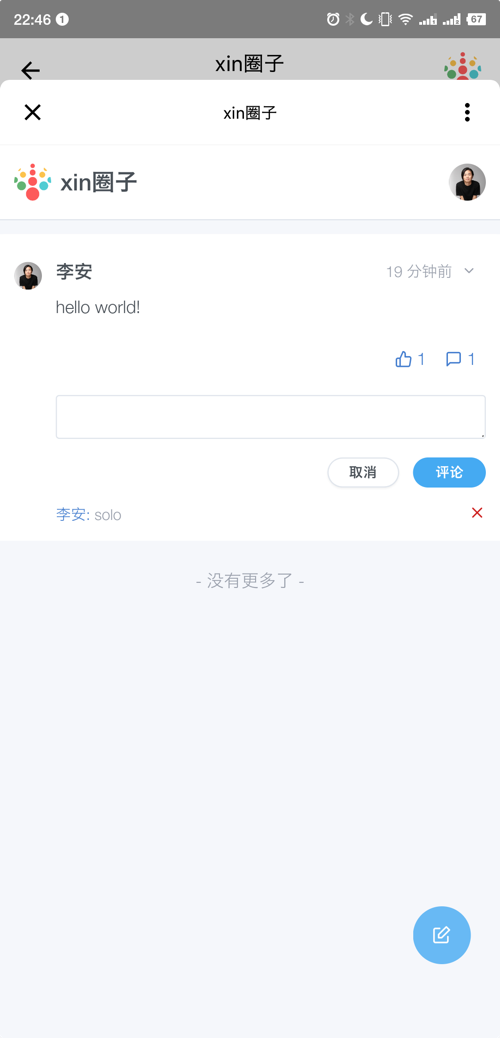 22:46 1 67
xin圈子
xin圈子
xin圈子
李安 19 分钟前
hello world!
1 1
取消 评论
李安: solo
- 没有更多了 -